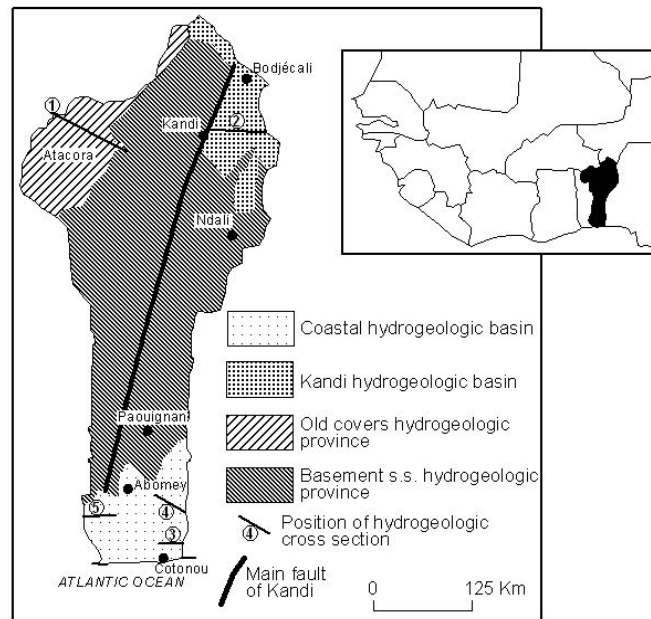 Bodjécali
①
Kandi
②
Atacora
Ndali
Coastal hydrogeologic basin
Kandi hydrogeologic basin
Old covers hydrogeologic
province
Basement s.s. hydrogeologic
province
Paouignan
Abomey
⑤
④
③
④
Position of hydrogeologic
cross section
Cotonou
ATLANTIC OCEAN
Main fault
of Kandi
0
125 Km